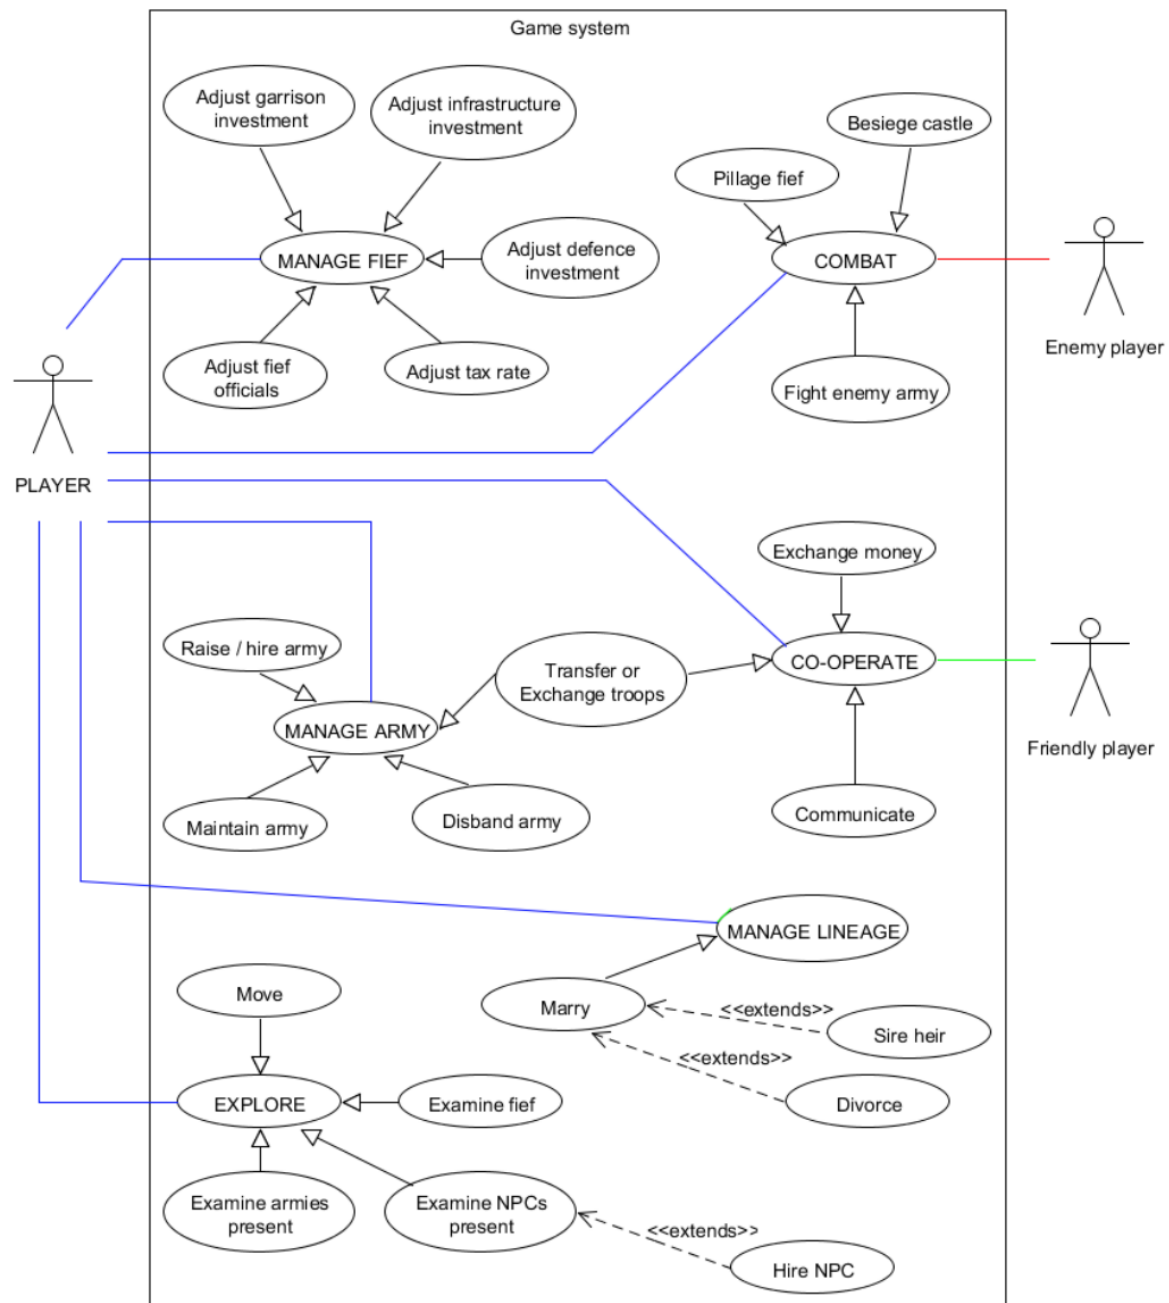 Game system
Adjust garrison
investment
Adjust infrastructure
investment
Besiege castle
Pillage fief
MANAGE FIEF
Adjust defence
investment
COMBAT
Enemy player
Adjust fief
officials
Adjust tax rate
Fight enemy army
PLAYER
Exchange money
Raise / hire army
Transfer or
Exchange troops
CO-OPERATE
MANAGE ARMY
Friendly player
Maintain army
Disband army
Communicate
MANAGE LINEAGE
Move
Marry
<<extends>>
Sire heir
<<extends>>
EXPLORE
Examine fief
Divorce
Examine armies
present
Examine NPCs
present
<<extends>>
Hire NPC